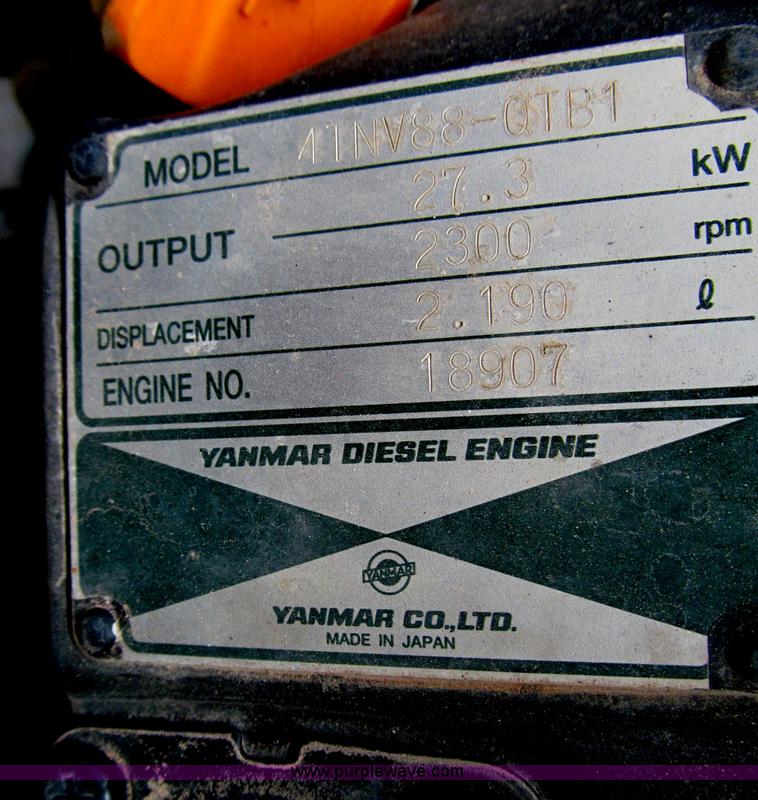 MODEL 4TNV88-QTB1
27.3 kW
OUTPUT
2300 rpm
DISPLACEMENT 2.190 ℓ
ENGINE NO. 18907
YANMAR DIESEL ENGINE
YANMAR
YANMAR CO.,LTD.
MADE IN JAPAN
www.purplewave.com